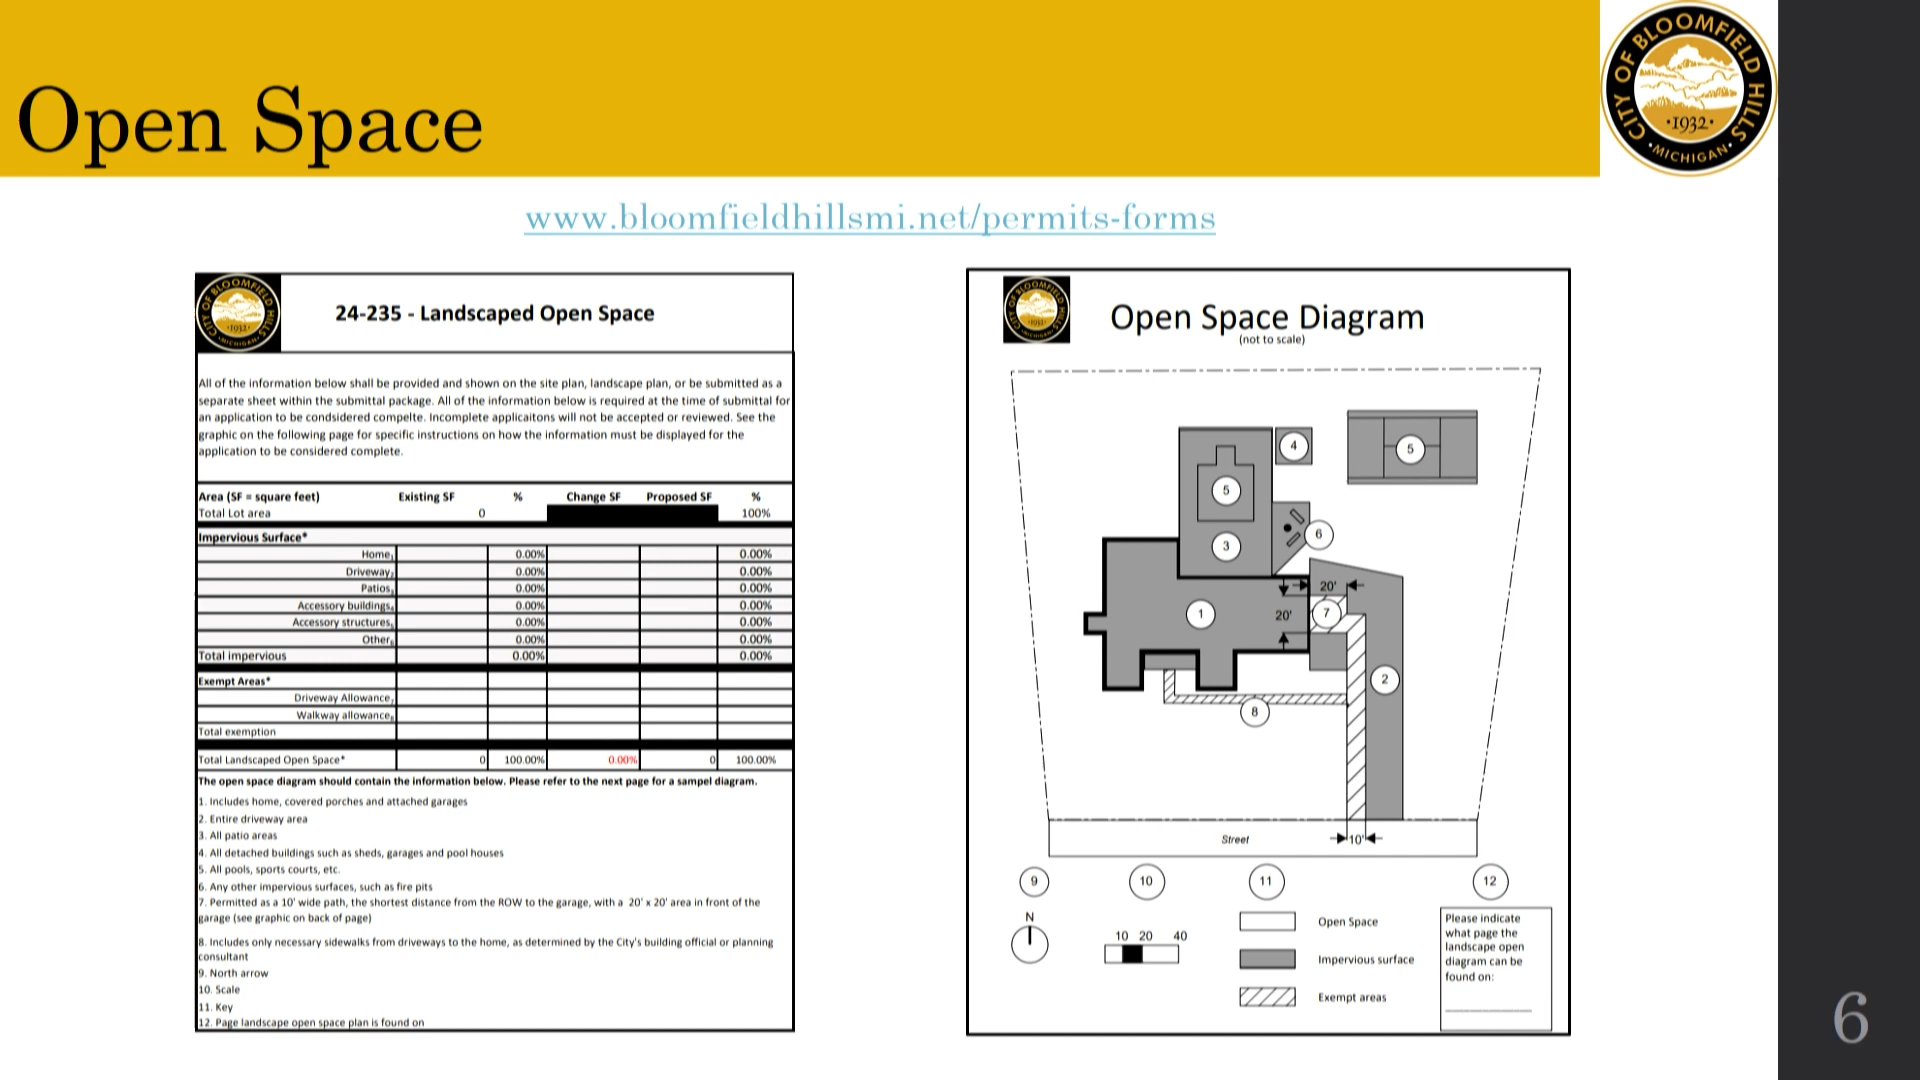 Open Space
CITY OF BLOOMFIELD HILLS
·1932·
·MICHIGAN·
www.bloomfieldhillsmi.net/permits-forms
CITY OF BLOOMFIELD HILLS
·1932·
·MICHIGAN·
24-235 - Landscaped Open Space
All of the information below shall be provided and shown on the site plan, landscape plan, or be submitted as a
separate sheet within the submittal package. All of the information below is required at the time of submittal for
an application to be condsidered compelte. Incomplete applicaitons will not be accepted or reviewed. See the
graphic on the following page for specific instructions on how the information must be displayed for the
application to be considered complete.
Area (SF = square feet) Existing SF % Change SF Proposed SF %
Total Lot area 0 100%
Impervious Surface*
Home1 0.00% 0.00%
Driveway2 0.00% 0.00%
Patios3 0.00% 0.00%
Accessory buildings4 0.00% 0.00%
Accessory structures5 0.00% 0.00%
Other6 0.00% 0.00%
Total impervious 0.00% 0.00%
Exempt Areas*
Driveway Allowance7
Walkway allowance8
Total exemption
Total Landscaped Open Space* 0 100.00% 0.00% 0 100.00%
The open space diagram should contain the information below. Please refer to the next page for a sampel diagram.
1. Includes home, covered porches and attached garages
2. Entire driveway area
3. All patio areas
4. All detached buildings such as sheds, garages and pool houses
5. All pools, sports courts, etc.
6. Any other impervious surfaces, such as fire pits
7. Permitted as a 10' wide path, the shortest distance from the ROW to the garage, with a 20' x 20' area in front of the
garage (see graphic on back of page)
8. Includes only necessary sidewalks from driveways to the home, as determined by the City's building official or planning
consultant
9. North arrow
10. Scale
11. Key
12. Page landscape open space plan is found on
CITY OF BLOOMFIELD HILLS
·1932·
·MICHIGAN·
Open Space Diagram
(not to scale)
4
5
5
6
3
20'
1
20'
7
2
8
Street
10'
9
10
11
12
N
10 20 40
Open Space
Impervious surface
Exempt areas
Please indicate
what page the
landscape open
diagram can be
found on:
6